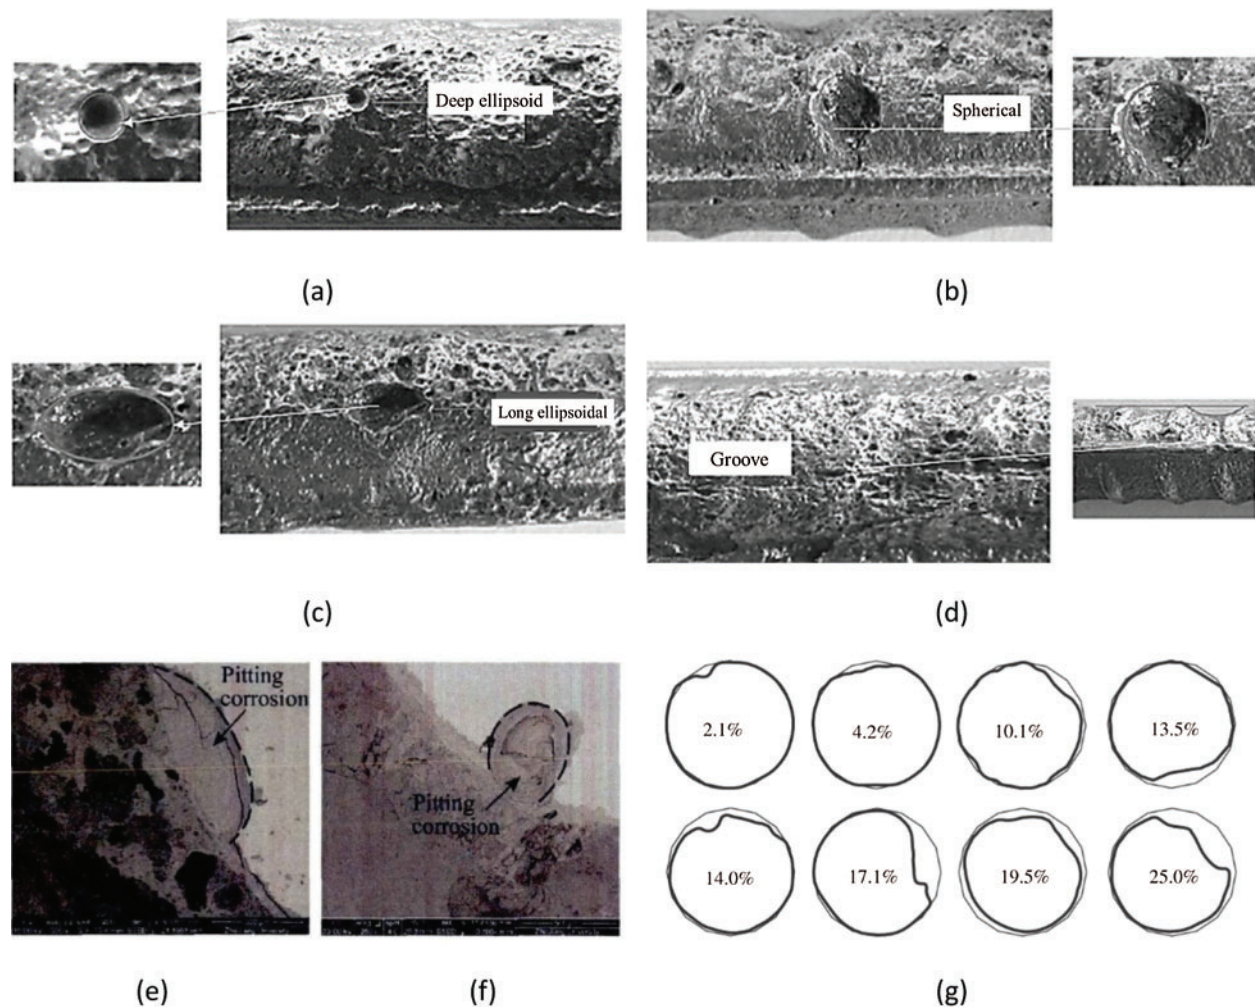 Deep ellipsoid
Spherical
(a)
(b)
Long ellipsoidal
Groove
(c)
(d)
Pitting
corrosion
Pitting
corrosion
2.1%
4.2%
10.1%
13.5%
14.0%
17.1%
19.5%
25.0%
(e)
(f)
(g)